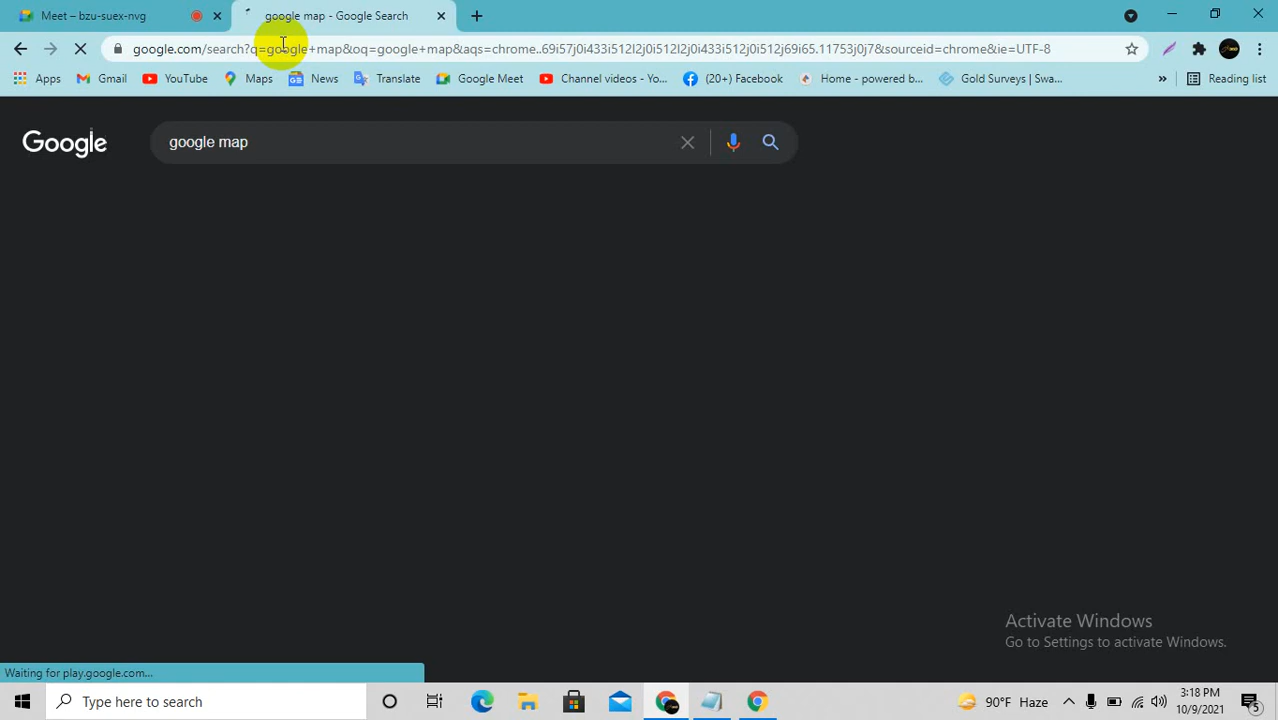 Meet – bzu-suex-nvg
google map - Google Search
google.com/search?q=google+map&oq=google+map&aqs=chrome..69i57j0i433i512l2j0i512l2j0i433i512j0i512j69i65.11753j0j7&sourceid=chrome&ie=UTF-8
Apps Gmail YouTube Maps News Translate Google Meet Channel videos - Yo... (20+) Facebook Home - powered b... Gold Surveys | Swa... » Reading list
Google google map
Activate Windows
Go to Settings to activate Windows.
Waiting for play.google.com...
Type here to search
90°F Haze
3:18 PM
10/9/2021
5